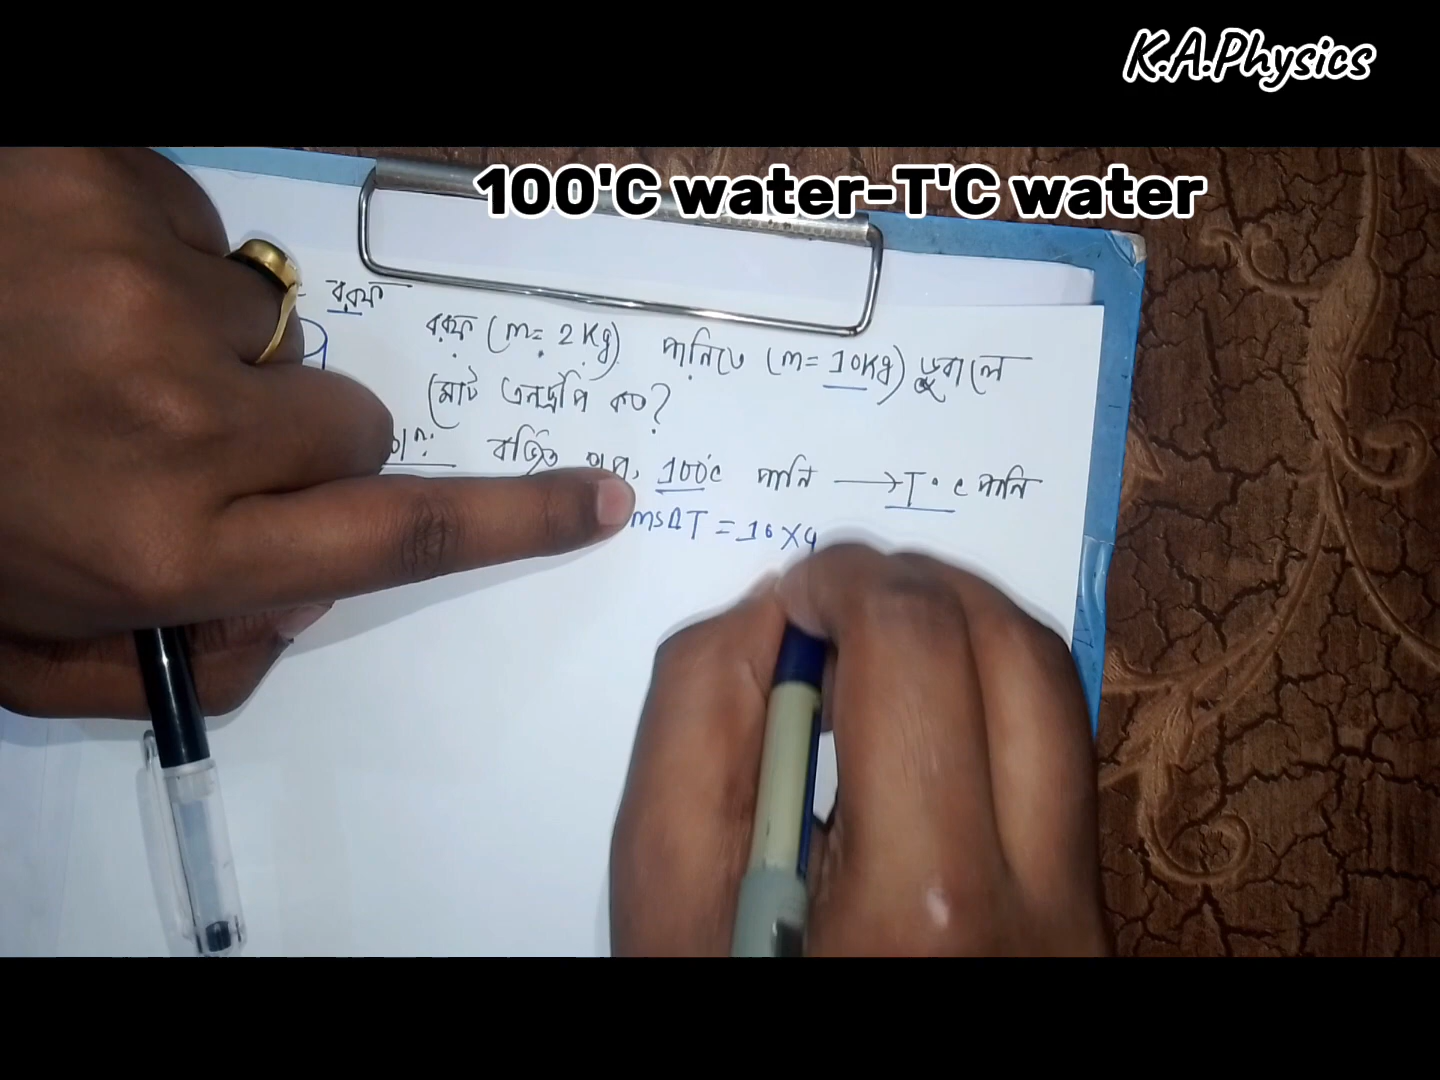 K.A.Physics
100'C water-T'C water
বরফ
বরফ (m= 2 Kg) পানিতে (m= 10Kg) ডুবালে
মোট এনট্রপি কত?
বর্জিত তাপ, 100°c পানি → T°c পানি
msΔT = 10×4